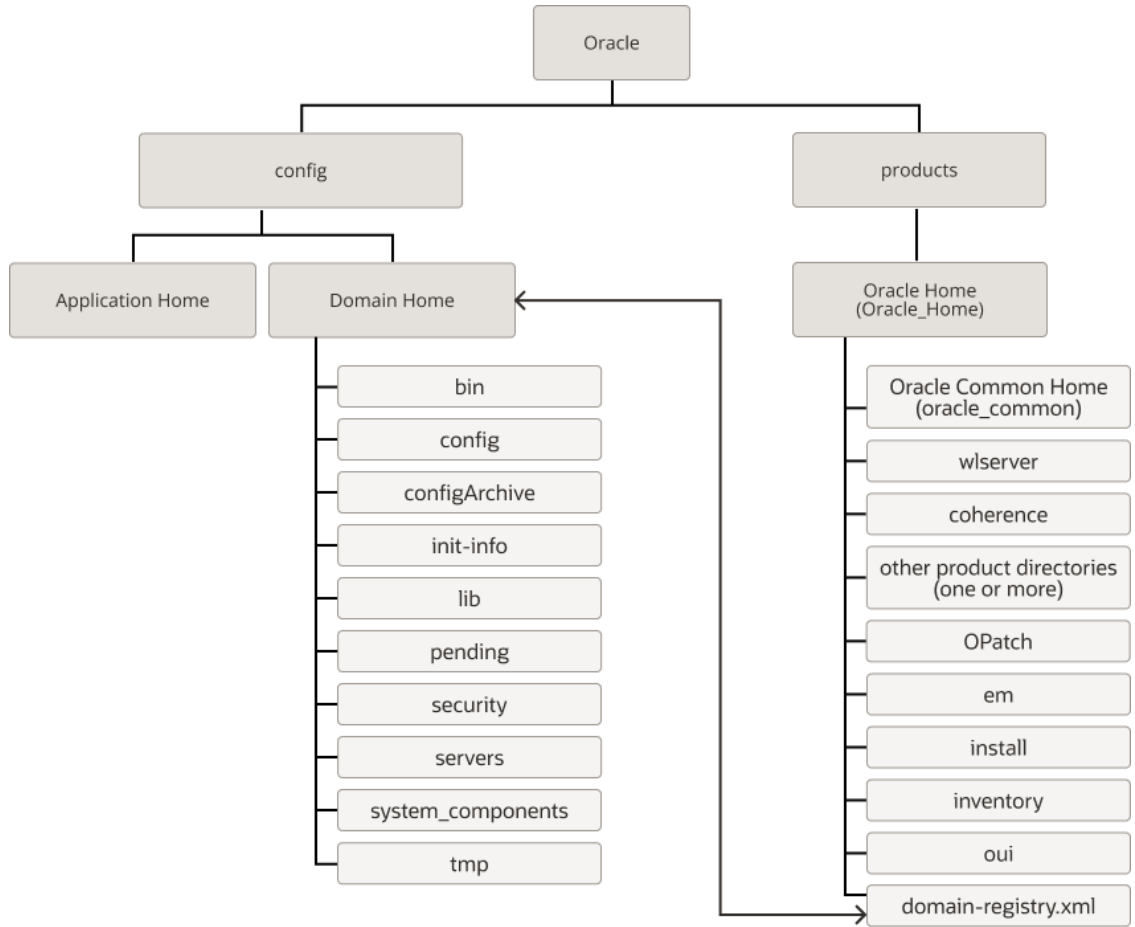 Oracle
config
products
Application Home
Domain Home
Oracle Home
(Oracle_Home)
bin
config
configArchive
init-info
lib
pending
security
servers
system_components
tmp
Oracle Common Home
(oracle_common)
wlserver
coherence
other product directories
(one or more)
OPatch
em
install
inventory
oui
domain-registry.xml